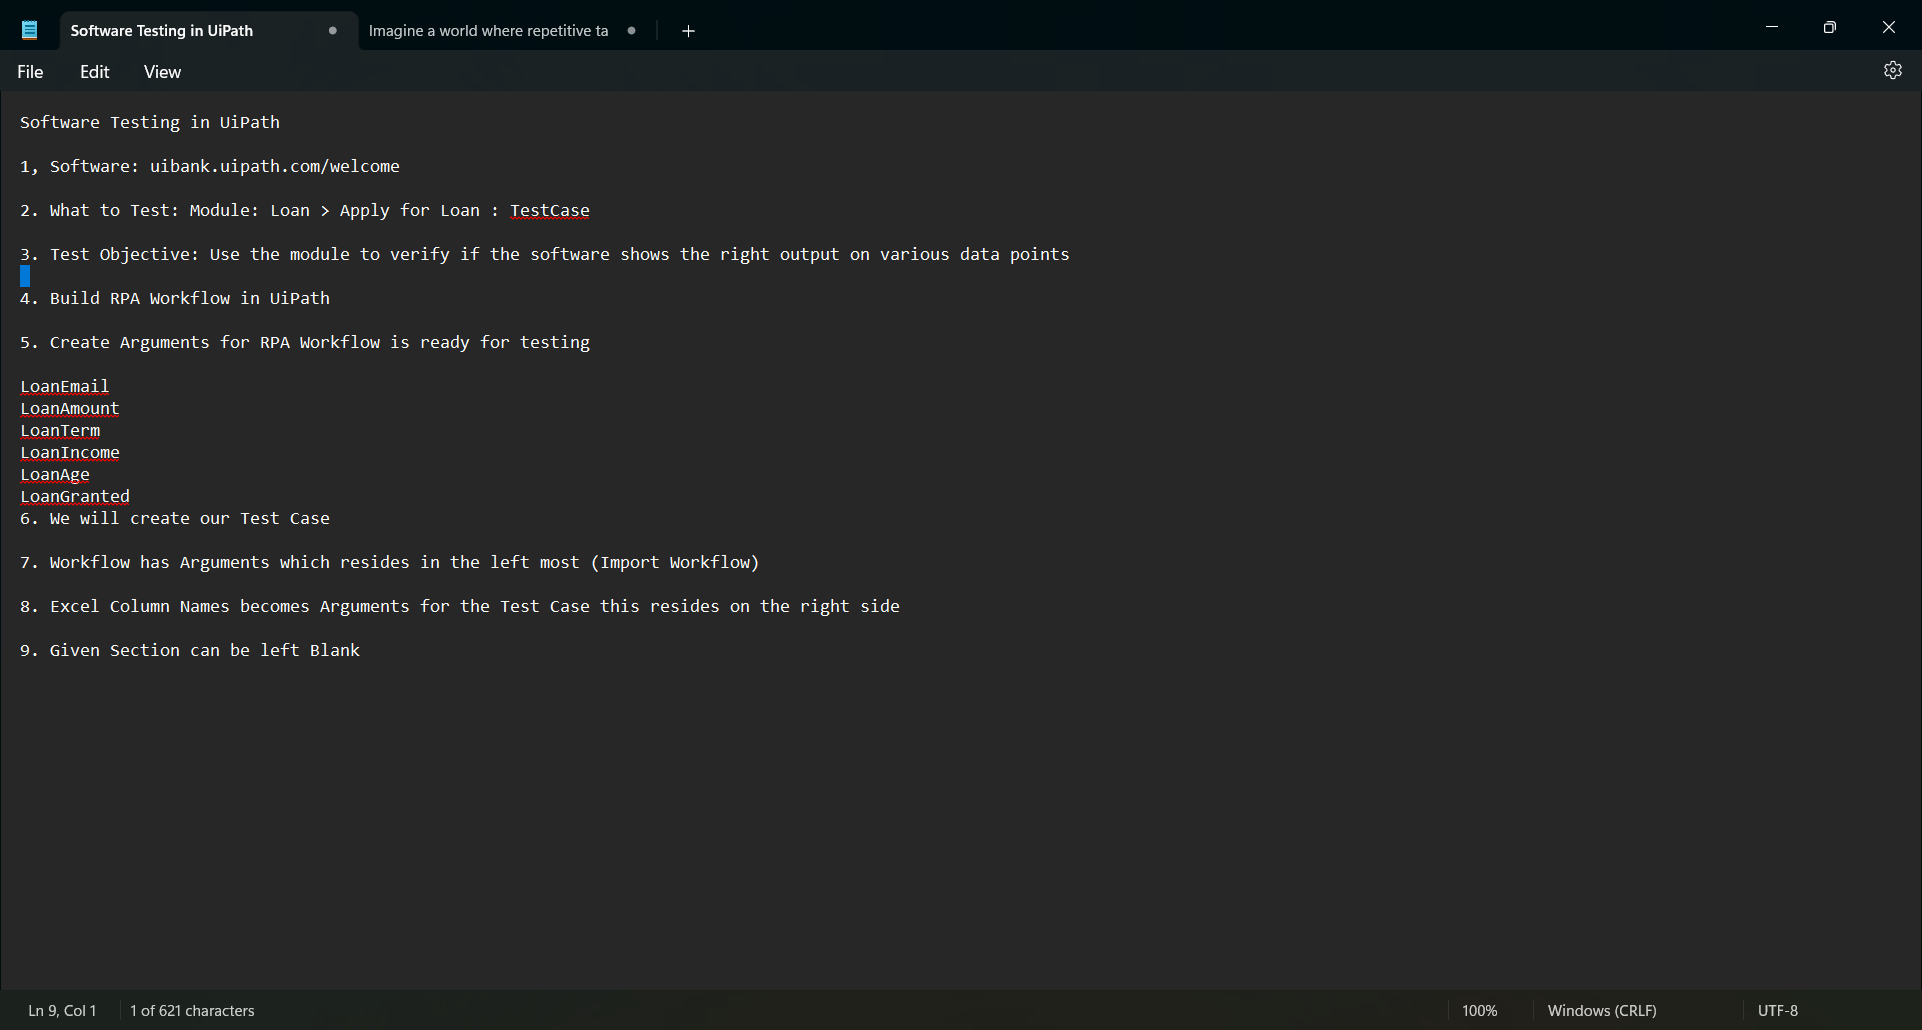 Software Testing in UiPath
Imagine a world where repetitive ta
File Edit View
Software Testing in UiPath
1, Software: uibank.uipath.com/welcome
2. What to Test: Module: Loan > Apply for Loan : TestCase
3. Test Objective: Use the module to verify if the software shows the right output on various data points
4. Build RPA Workflow in UiPath
5. Create Arguments for RPA Workflow is ready for testing
LoanEmail
LoanAmount
LoanTerm
LoanIncome
LoanAge
LoanGranted
6. We will create our Test Case
7. Workflow has Arguments which resides in the left most (Import Workflow)
8. Excel Column Names becomes Arguments for the Test Case this resides on the right side
9. Given Section can be left Blank
Ln 9, Col 1 1 of 621 characters 100% Windows (CRLF) UTF-8